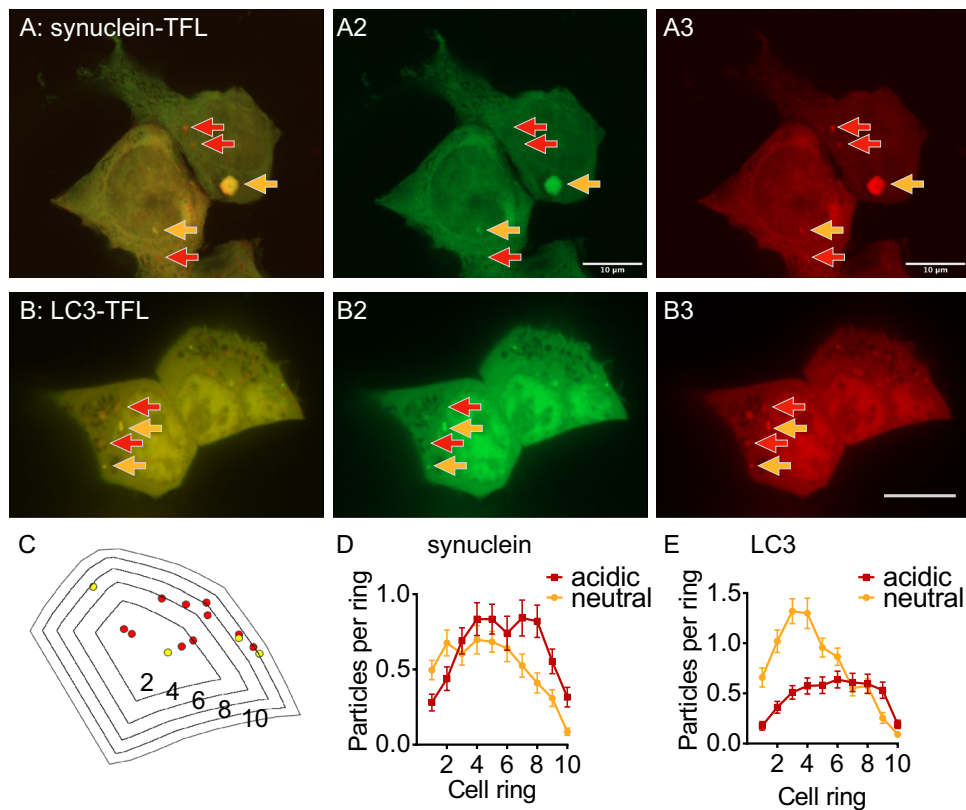 A: synuclein-TFL
A2
A3
10 µm
10 µm
B: LC3-TFL
B2
B3
C
2
4
6
8
10
D
synuclein
acidic
neutral
Particles per ring
1.0
0.5
0.0
2 4 6 8 10
Cell ring
E
LC3
acidic
neutral
Particles per ring
1.5
1.0
0.5
0.0
2 4 6 8 10
Cell ring